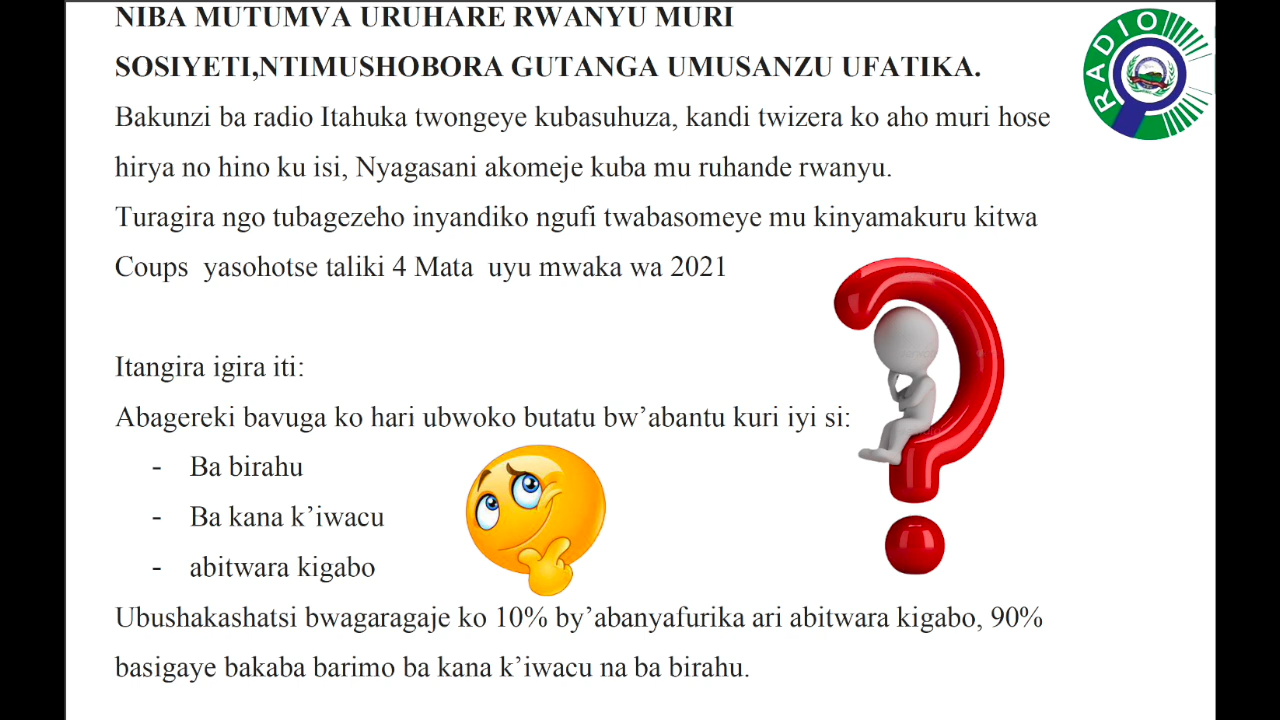 NIBA MUTUMVA URUHARE RWANYU MURI
SOSIYETI,NTIMUSHOBORA GUTANGA UMUSANZU UFATIKA.
RADIO
Bakunzi ba radio Itahuka twongeye kubasuhuza, kandi twizera ko aho muri hose
hirya no hino ku isi, Nyagasani akomeje kuba mu ruhande rwanyu.
Turagira ngo tubagezeho inyandiko ngufi twabasomeye mu kinyamakuru kitwa
Coups yasohotse taliki 4 Mata uyu mwaka wa 2021
Itangira igira iti:
Abagereki bavuga ko hari ubwoko butatu bw’abantu kuri iyi si:
- Ba birahu
- Ba kana k’iwacu
- abitwara kigabo
Ubushakashatsi bwagaragaje ko 10% by’abanyafurika ari abitwara kigabo, 90%
basigaye bakaba barimo ba kana k’iwacu na ba birahu.